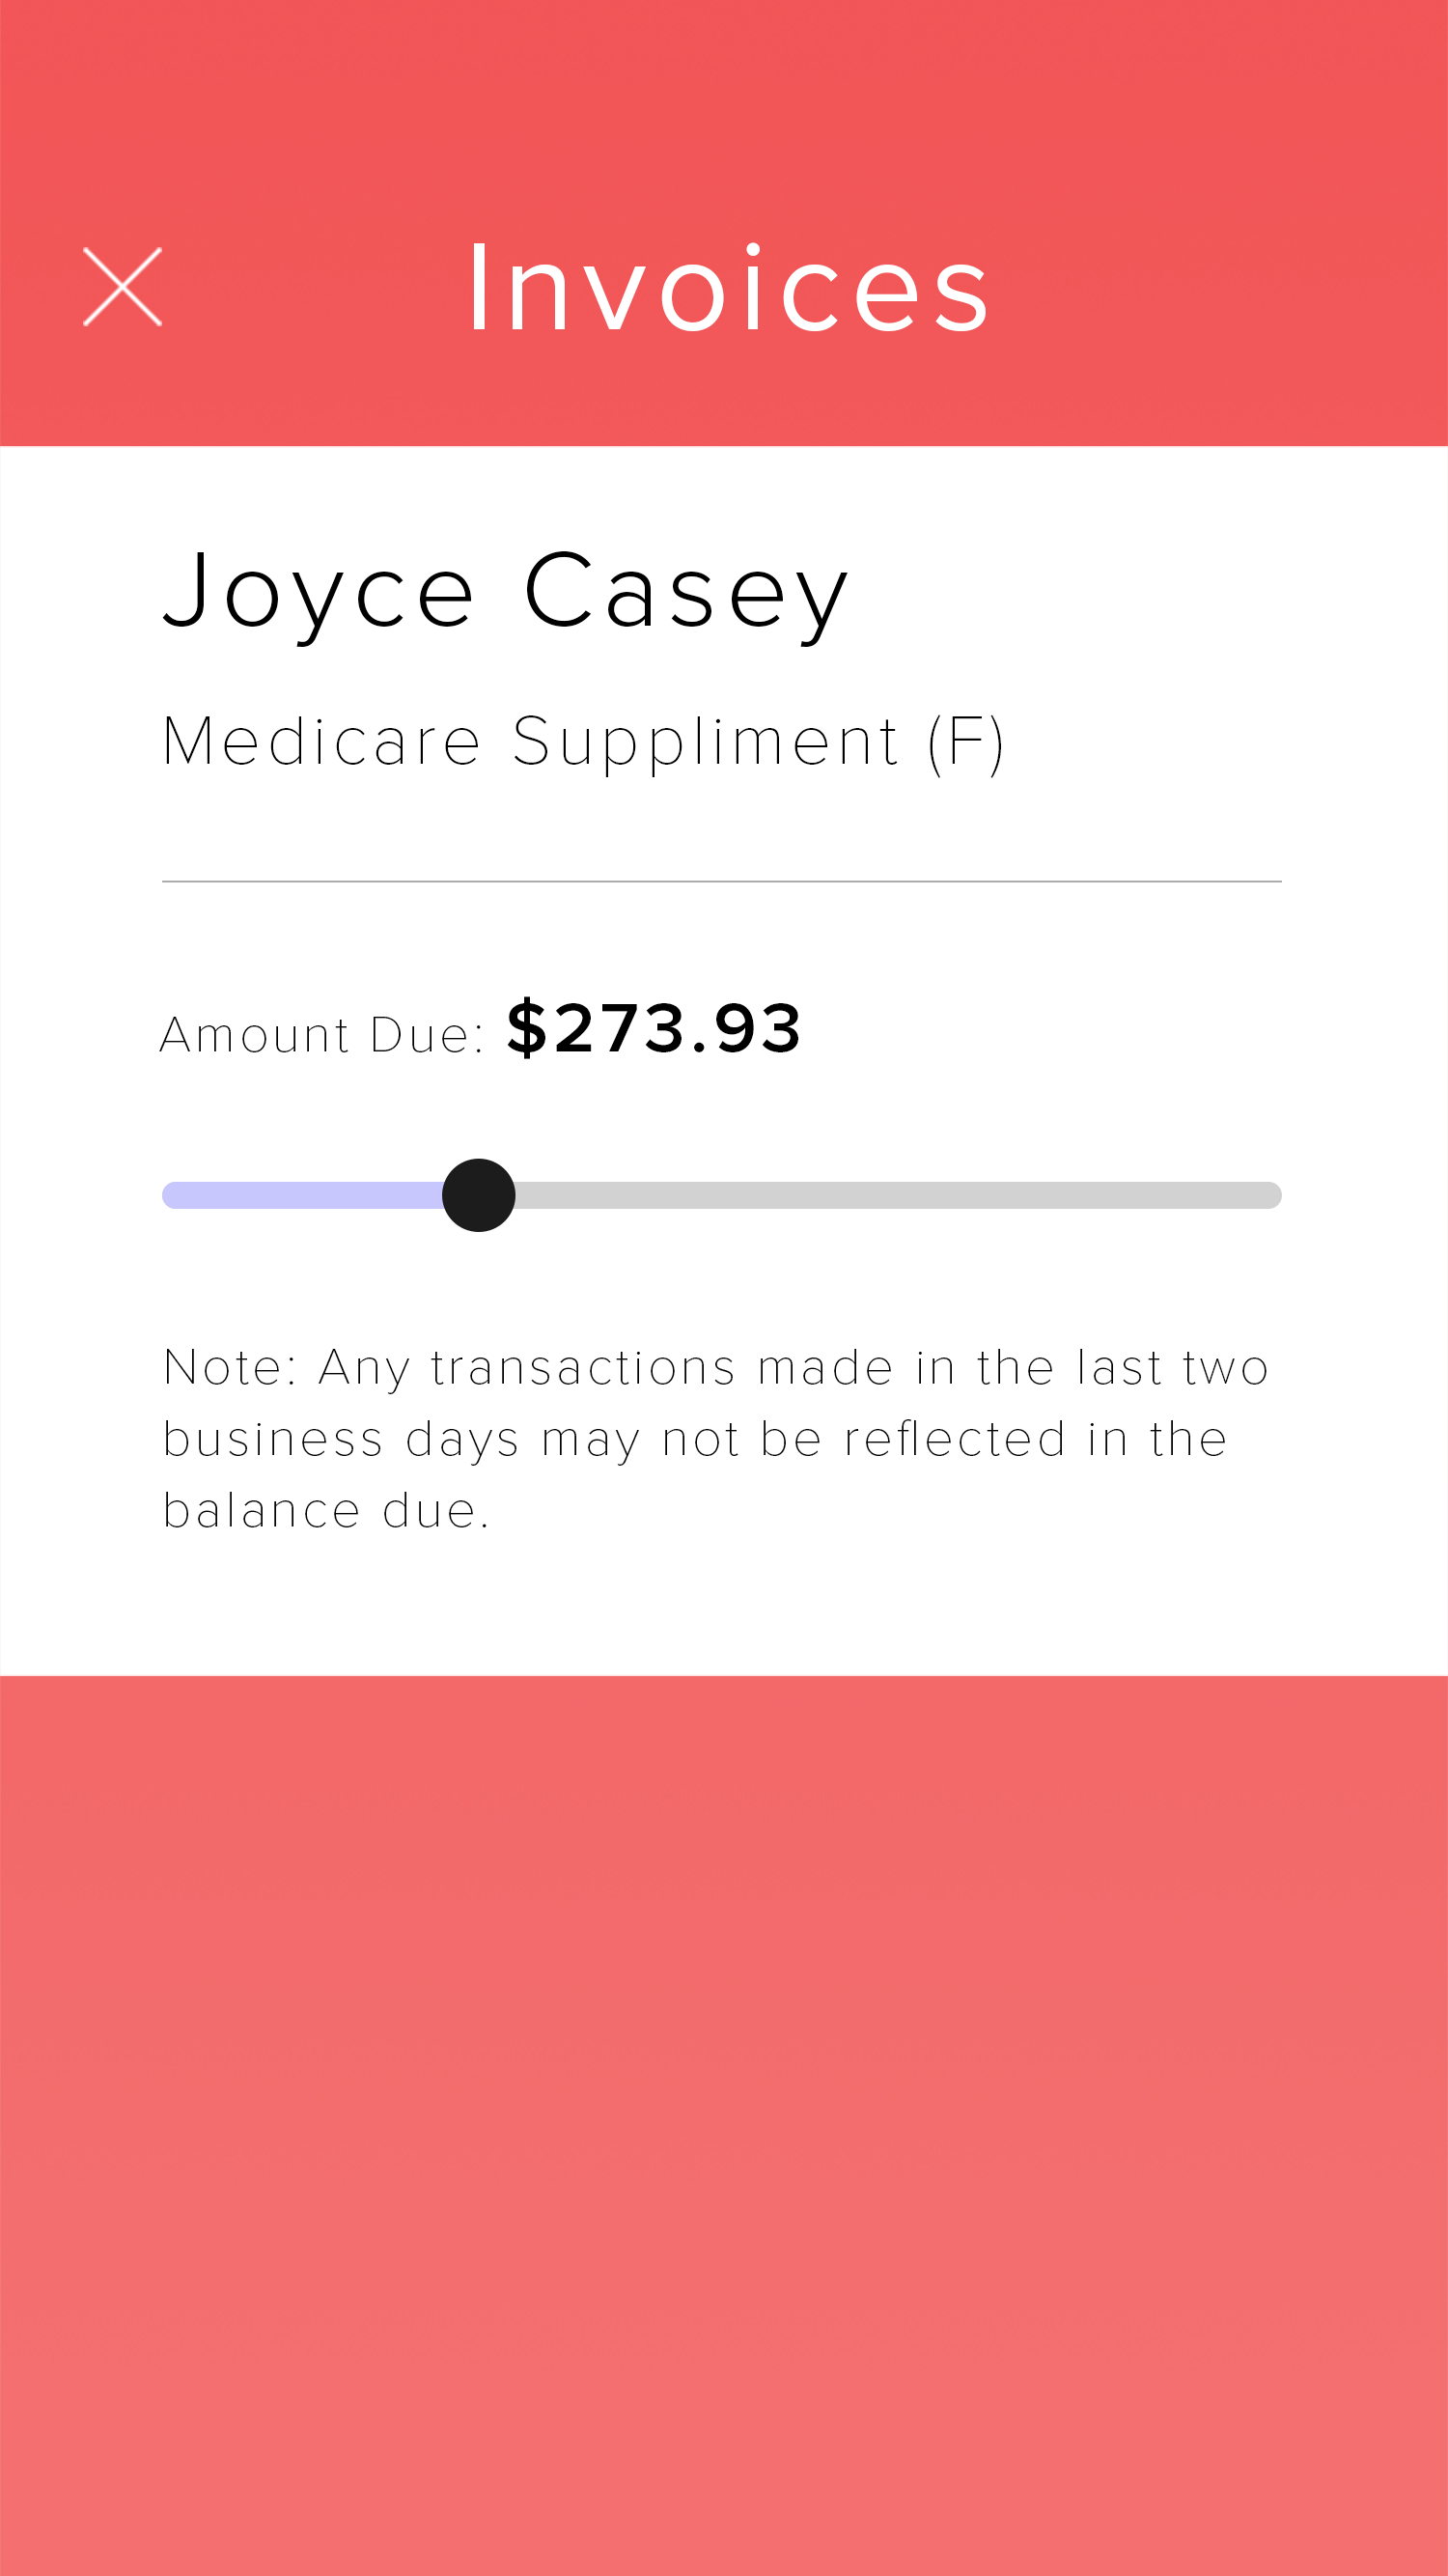 Invoices
Joyce Casey
Medicare Suppliment (F)
Amount Due: $273.93
Note: Any transactions made in the last two
business days may not be reflected in the
balance due.